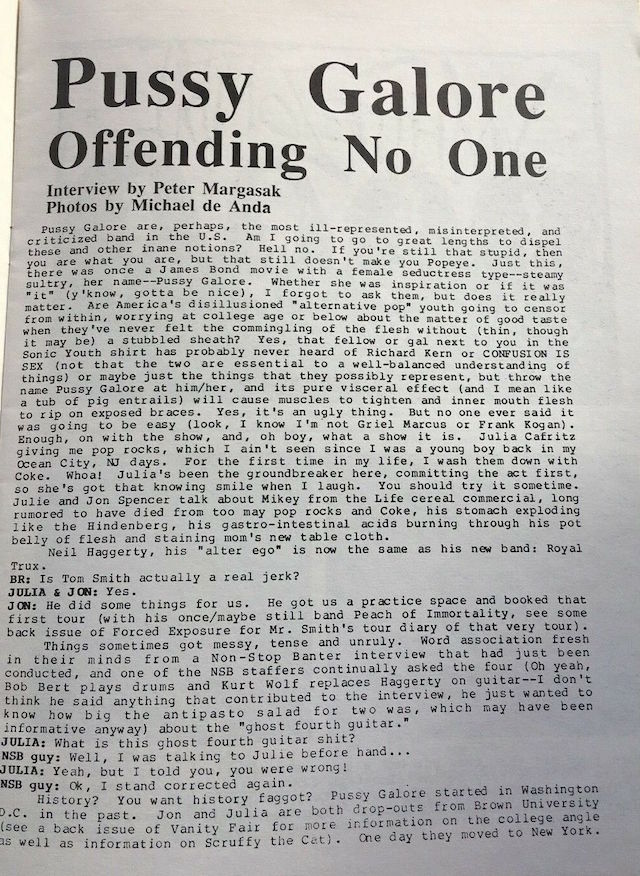 Pussy Galore
Offending No One
Interview by Peter Margasak
Photos by Michael de Anda
Pussy Galore are, perhaps, the most ill-represented, misinterpreted, and
criticized band in the U.S. Am I going to go to great lengths to dispel
these and other inane notions? Hell no. If you're still that stupid, then
you are what you are, but that still doesn't make you Popeye. Just this,
there was once a James Bond movie with a female seductress type--steamy
sultry, her name--Pussy Galore. Whether she was inspiration or if it was
"it" (y'know, gotta be nice), I forgot to ask them, but does it really
matter. Are America's disillusioned "alternative pop" youth going to censor
from within, worrying at college age or below about the matter of good taste
when they've never felt the commingling of the flesh without (thin, though
it may be) a stubbled sheath? Yes, that fellow or gal next to you in the
Sonic Youth shirt has probably never heard of Richard Kern or CONFUSION IS
SEX (not that the two are essential to a well-balanced understanding of
things) or maybe just the things that they possibly represent, but throw the
name Pussy Galore at him/her, and its pure visceral effect (and I mean like
a tub of pig entrails) will cause muscles to tighten and inner mouth flesh
to rip on exposed braces. Yes, it's an ugly thing. But no one ever said it
was going to be easy (look, I know I'm not Griel Marcus or Frank Kogan).
Enough, on with the show, and, oh boy, what a show it is. Julia Cafritz
giving me pop rocks, which I ain't seen since I was a young boy back in my
Ocean City, NJ days. For the first time in my life, I wash them down with
Coke. Whoa! Julia's been the groundbreaker here, committing the act first,
so she's got that knowing smile when I laugh. You should try it sometime.
Julie and Jon Spencer talk about Mikey from the Life cereal commercial, long
rumored to have died from too may pop rocks and Coke, his stomach exploding
like the Hindenberg, his gastro-intestinal acids burning through his pot
belly of flesh and staining mom's new table cloth.
Neil Haggerty, his "alter ego" is now the same as his new band: Royal
Trux.
BR: Is Tom Smith actually a real jerk?
JULIA & JON: Yes.
JON: He did some things for us. He got us a practice space and booked that
first tour (with his once/maybe still band Peach of Immortality, see some
back issue of Forced Exposure for Mr. Smith's tour diary of that very tour).
Things sometimes got messy, tense and unruly. Word association fresh
in their minds from a Non-Stop Banter interview that had just been
conducted, and one of the NSB staffers continually asked the four (Oh yeah,
Bob Bert plays drums and Kurt Wolf replaces Haggerty on guitar--I don't
think he said anything that contributed to the interview, he just wanted to
know how big the antipasto salad for two was, which may have been
informative anyway) about the "ghost fourth guitar."
JULIA: What is this ghost fourth guitar shit?
NSB guy: Well, I was talking to Julie before hand...
JULIA: Yeah, but I told you, you were wrong!
NSB guy: Ok, I stand corrected again.
History? You want history faggot? Pussy Galore started in Washington
D.C. in the past. Jon and Julia are both drop-outs from Brown University
(see a back issue of Vanity Fair for more information on the college angle
as well as information on Scruffy the Cat). One day they moved to New York.